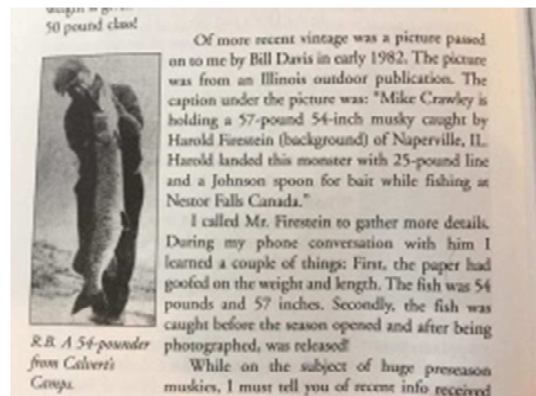 50 pound class!
Of more recent vintage was a picture passed
on to me by Bill Davis in early 1982. The picture
was from an Illinois outdoor publication. The
caption under the picture was: "Mike Crawley is
holding a 57-pound 54-inch musky caught by
Harold Firestein (background) of Naperville, IL.
Harold landed this monster with 25-pound line
and a Johnson spoon for bait while fishing at
Nestor Falls Canada."
I called Mr. Firestein to gather more details.
During my phone conversation with him I
learned a couple of things: First, the paper had
goofed on the weight and length. The fish was 54
pounds and 57 inches. Secondly, the fish was
caught before the season opened and after being
photographed, was released!
While on the subject of huge preseason
muskies, I must tell you of recent info received
R.B. A 54-pounder
from Calvert's
Camps.